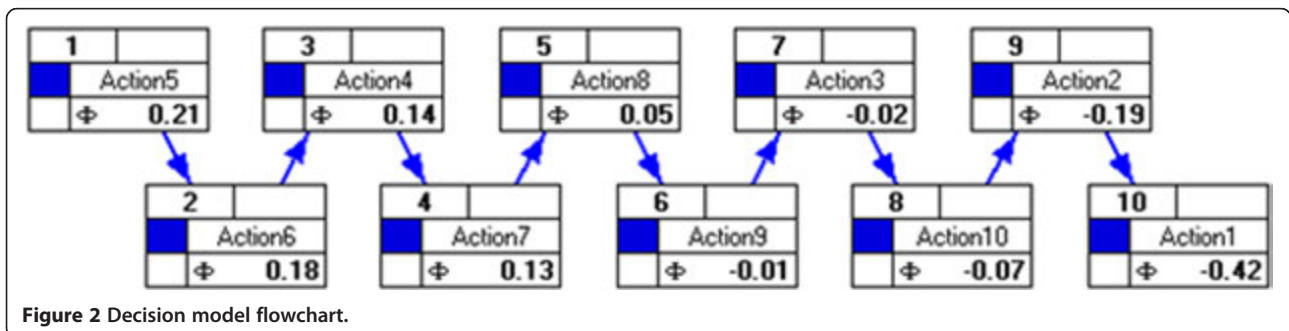 1
Action5
Φ 0.21
2
Action6
Φ 0.18
3
Action4
Φ 0.14
4
Action7
Φ 0.13
5
Action8
Φ 0.05
6
Action9
Φ -0.01
7
Action3
Φ -0.02
8
Action10
Φ -0.07
9
Action2
Φ -0.19
10
Action1
Φ -0.42
Figure 2 Decision model flowchart.